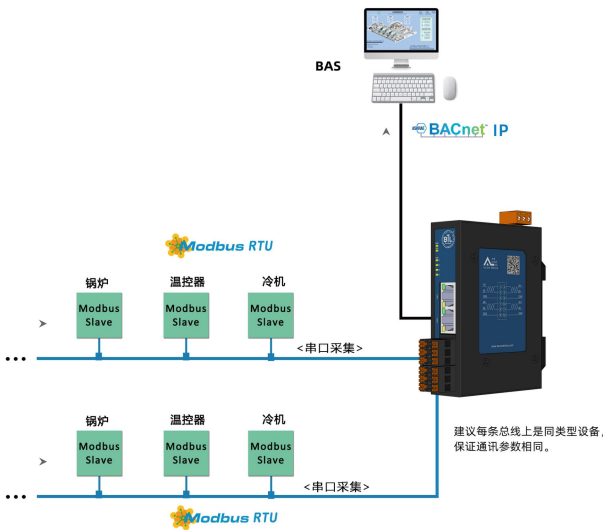 BAS
BACnet IP
Modbus RTU
锅炉 温控器 冷机
Modbus Slave
Modbus Slave
Modbus Slave
<串口采集>
建议每条总线上是同类型设备,
保证通讯参数相同。
锅炉 温控器 冷机
Modbus Slave
Modbus Slave
Modbus Slave
<串口采集>
Modbus RTU